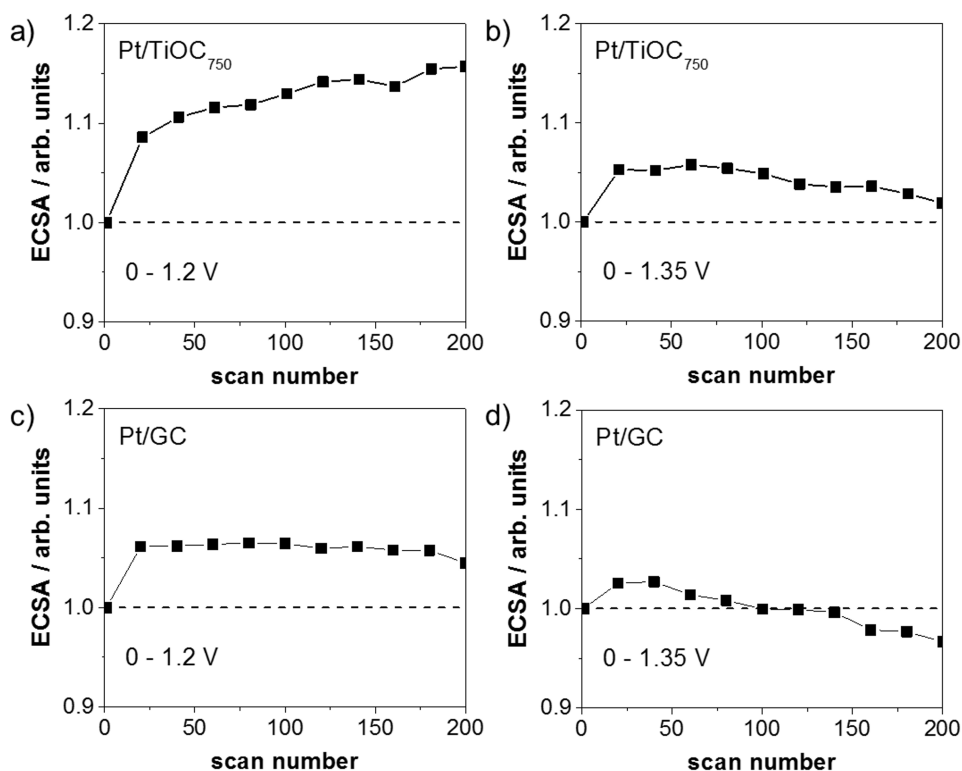 a)
Pt/TiOC750
1.2
1.1
1.0
0.9
ECSA / arb. units
0 - 1.2 V
0 50 100 150 200
scan number
b)
Pt/TiOC750
1.2
1.1
1.0
0.9
ECSA / arb. units
0 - 1.35 V
0 50 100 150 200
scan number
c)
Pt/GC
1.2
1.1
1.0
0.9
ECSA / arb. units
0 - 1.2 V
0 50 100 150 200
scan number
d)
Pt/GC
1.2
1.1
1.0
0.9
ECSA / arb. units
0 - 1.35 V
0 50 100 150 200
scan number